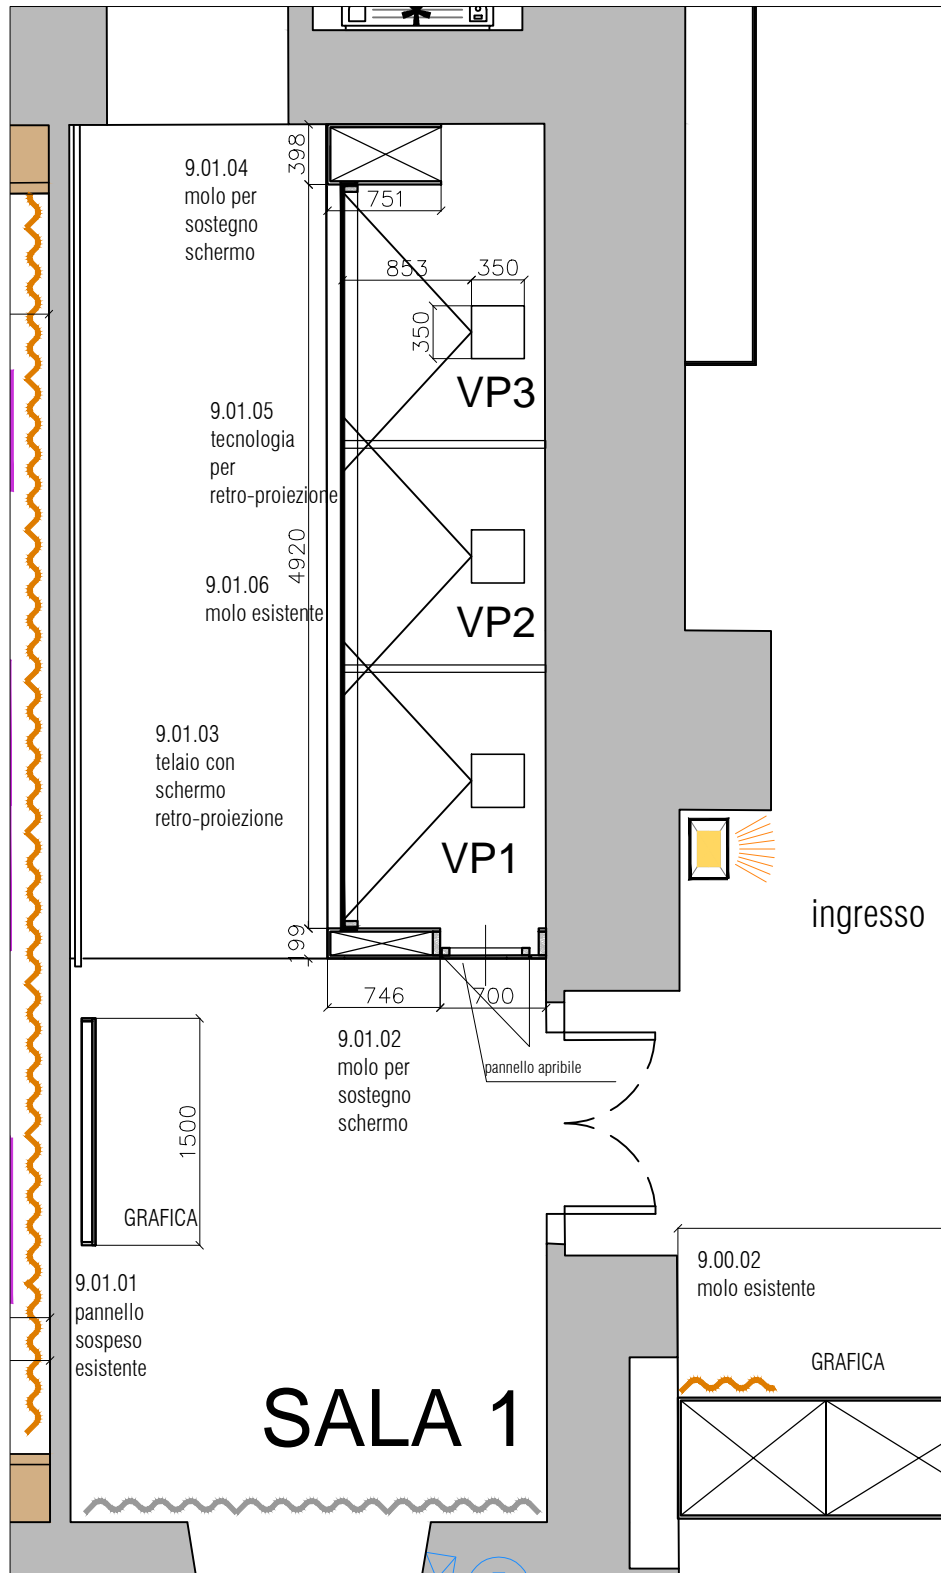 398
9.01.04
molo per
sostegno
schermo
751
853
350
350
VP3
9.01.05
tecnologia
per
retro-proiezione
4920
9.01.06
molo esistente
VP2
9.01.03
telaio con
schermo
retro-proiezione
VP1
ingresso
199
746
700
9.01.02
molo per
sostegno
schermo
pannello apribile
1500
GRAFICA
9.01.01
pannello
sospeso
esistente
9.00.02
molo esistente
GRAFICA
SALA 1